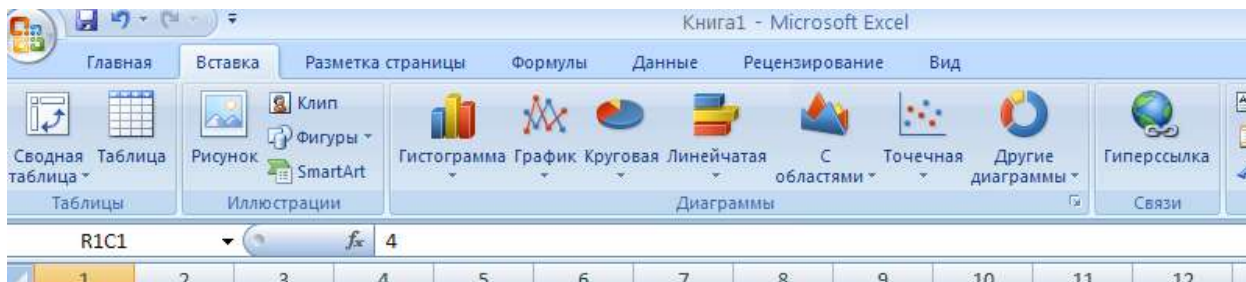 Книга1 - Microsoft Excel
Главная Вставка Разметка страницы Формулы Данные Рецензирование Вид
Сводная таблица
Таблица
Рисунок
Клип
Фигуры
SmartArt
Гистограмма
График
Круговая
Линейчатая
С областями
Точечная
Другие диаграммы
Гиперссылка
Таблицы
Иллюстрации
Диаграммы
Связи
R1C1 fx 4
1 2 3 4 5 6 7 8 9 10 11 12